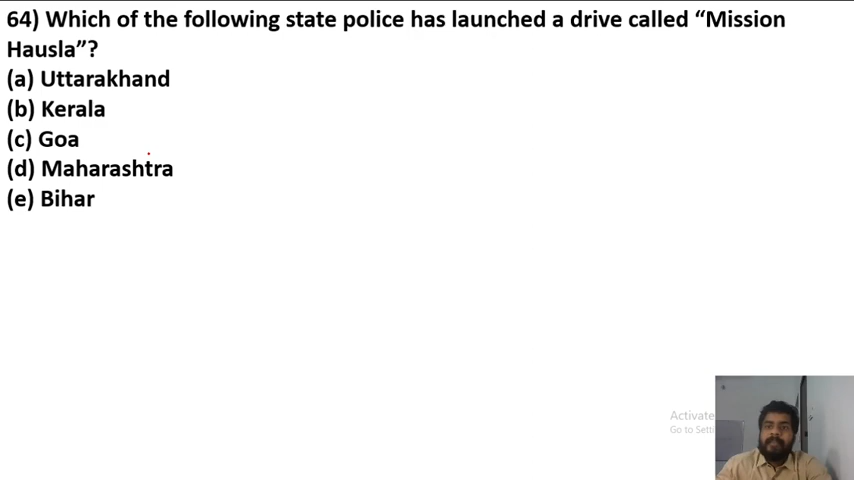 64) Which of the following state police has launched a drive called “Mission
Hausla”?
(a) Uttarakhand
(b) Kerala
(c) Goa
(d) Maharashtra
(e) Bihar
Activate
Go to Setti